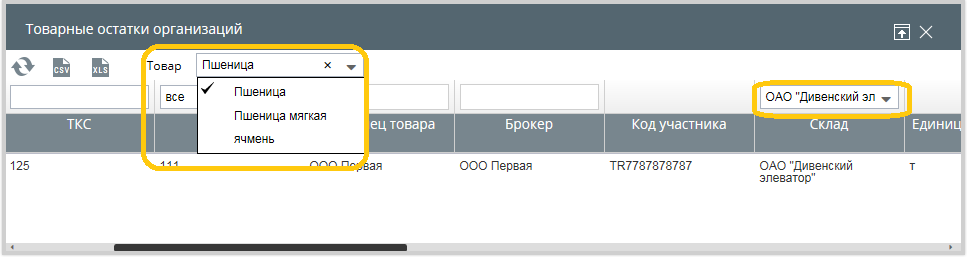 Товарные остатки организаций
CSV XLS Товар Пшеница ×
все ОАО "Дивенский эл
Пшеница
Пшеница мягкая
ячмень
ТКС ец товара Брокер Код участника Склад Единиц
125 111 ООО Первая ООО Первая TR7787878787 ОАО "Дивенский т
элеватор"